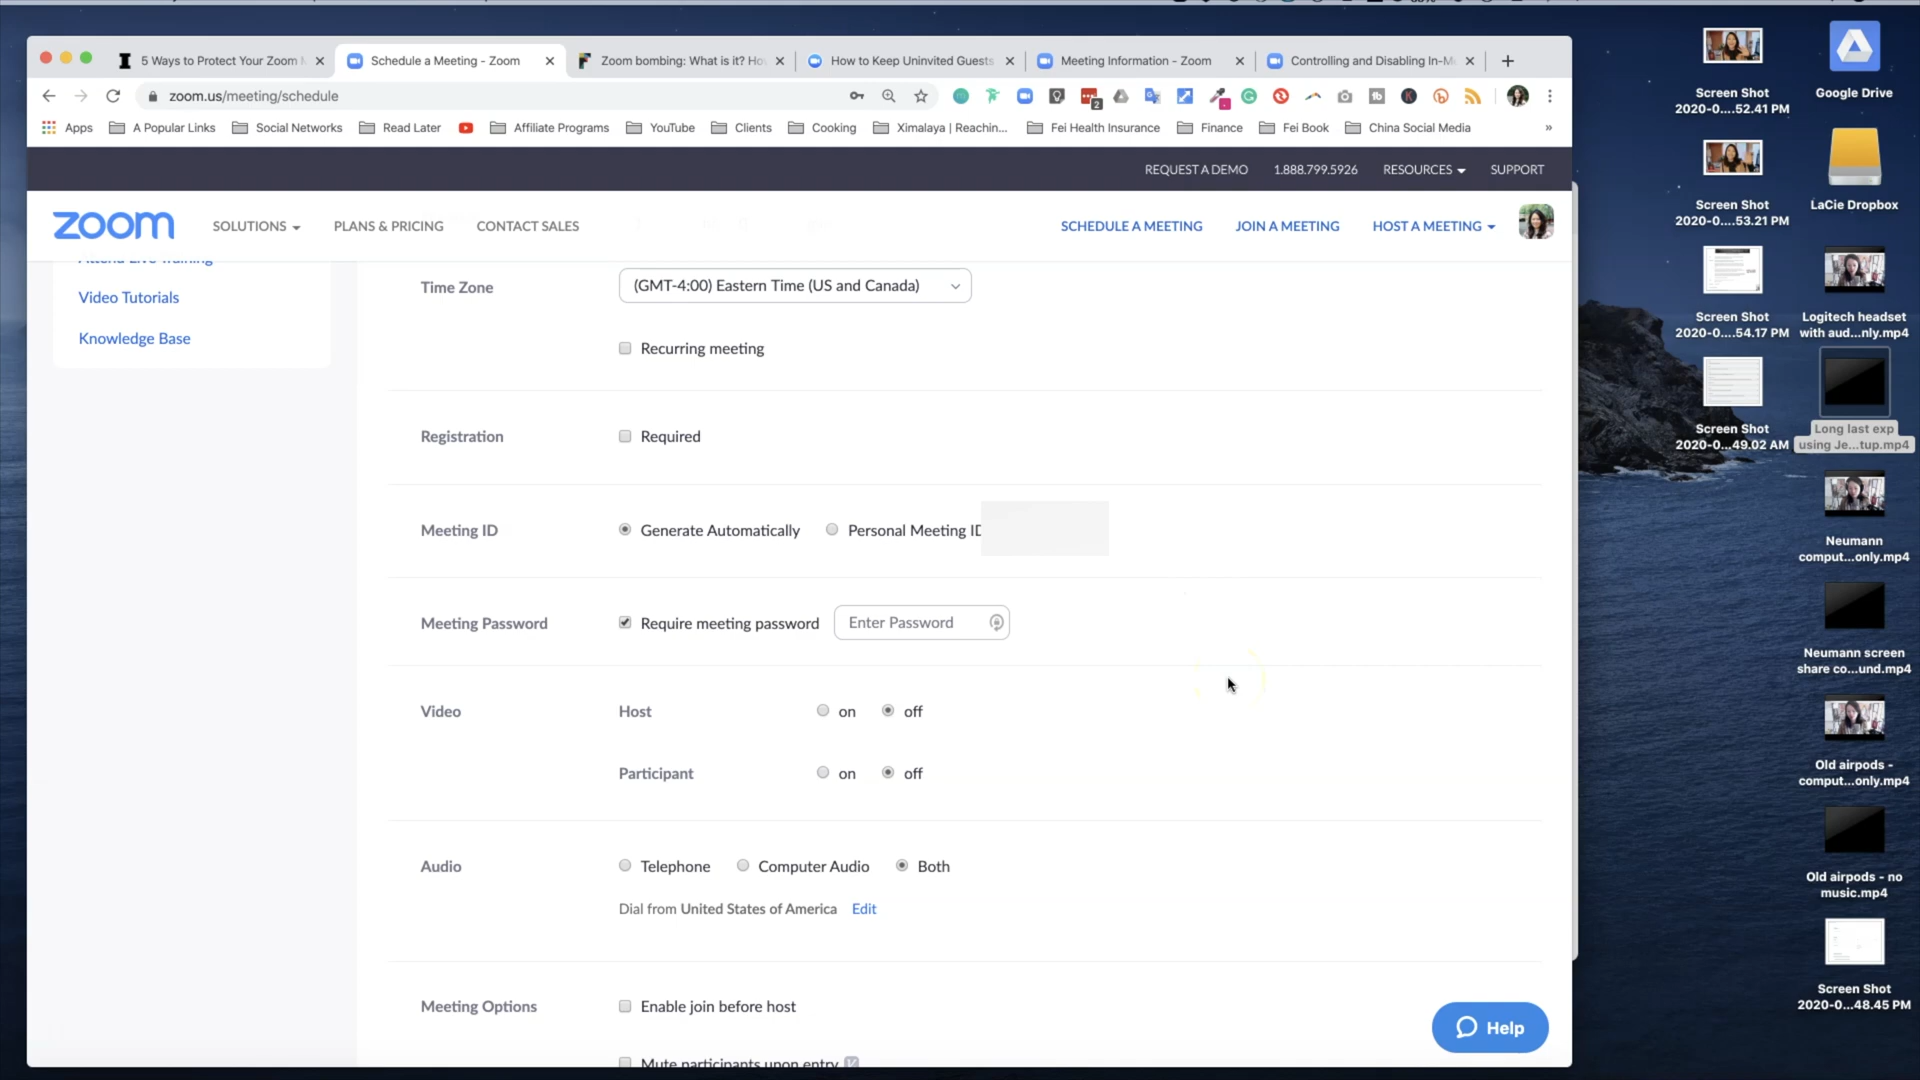 5 Ways to Protect Your Zoom
Schedule a Meeting - Zoom
Zoom bombing: What is it? Ho
How to Keep Uninvited Guests
Meeting Information - Zoom
Controlling and Disabling In-M
zoom.us/meeting/schedule
2
Apps
A Popular Links
Social Networks
Read Later
Affiliate Programs
YouTube
Clients
Cooking
Ximalaya | Reachin...
Fei Health Insurance
Finance
Fei Book
China Social Media
»
REQUEST A DEMO
1.888.799.5926
RESOURCES
SUPPORT
zoom
SOLUTIONS
PLANS & PRICING
CONTACT SALES
SCHEDULE A MEETING
JOIN A MEETING
HOST A MEETING
Attend Live Training
Video Tutorials
Knowledge Base
Time Zone
(GMT-4:00) Eastern Time (US and Canada)
Recurring meeting
Registration
Required
Meeting ID
Generate Automatically
Personal Meeting ID
Meeting Password
Require meeting password
Enter Password
Video
Host
on
off
Participant
on
off
Audio
Telephone
Computer Audio
Both
Dial from United States of America
Edit
Meeting Options
Enable join before host
Mute participants upon entry
Help
Screen Shot
2020-0....52.41 PM
Google Drive
Screen Shot
2020-0....53.21 PM
LaCie Dropbox
Screen Shot
2020-0....54.17 PM
Logitech headset
with aud...nly.mp4
Screen Shot
2020-0...49.02 AM
Long last exp
using Je...tup.mp4
Neumann
comput...only.mp4
Neumann screen
share co...und.mp4
Old airpods -
comput...only.mp4
Old airpods - no
music.mp4
Screen Shot
2020-0...48.45 PM